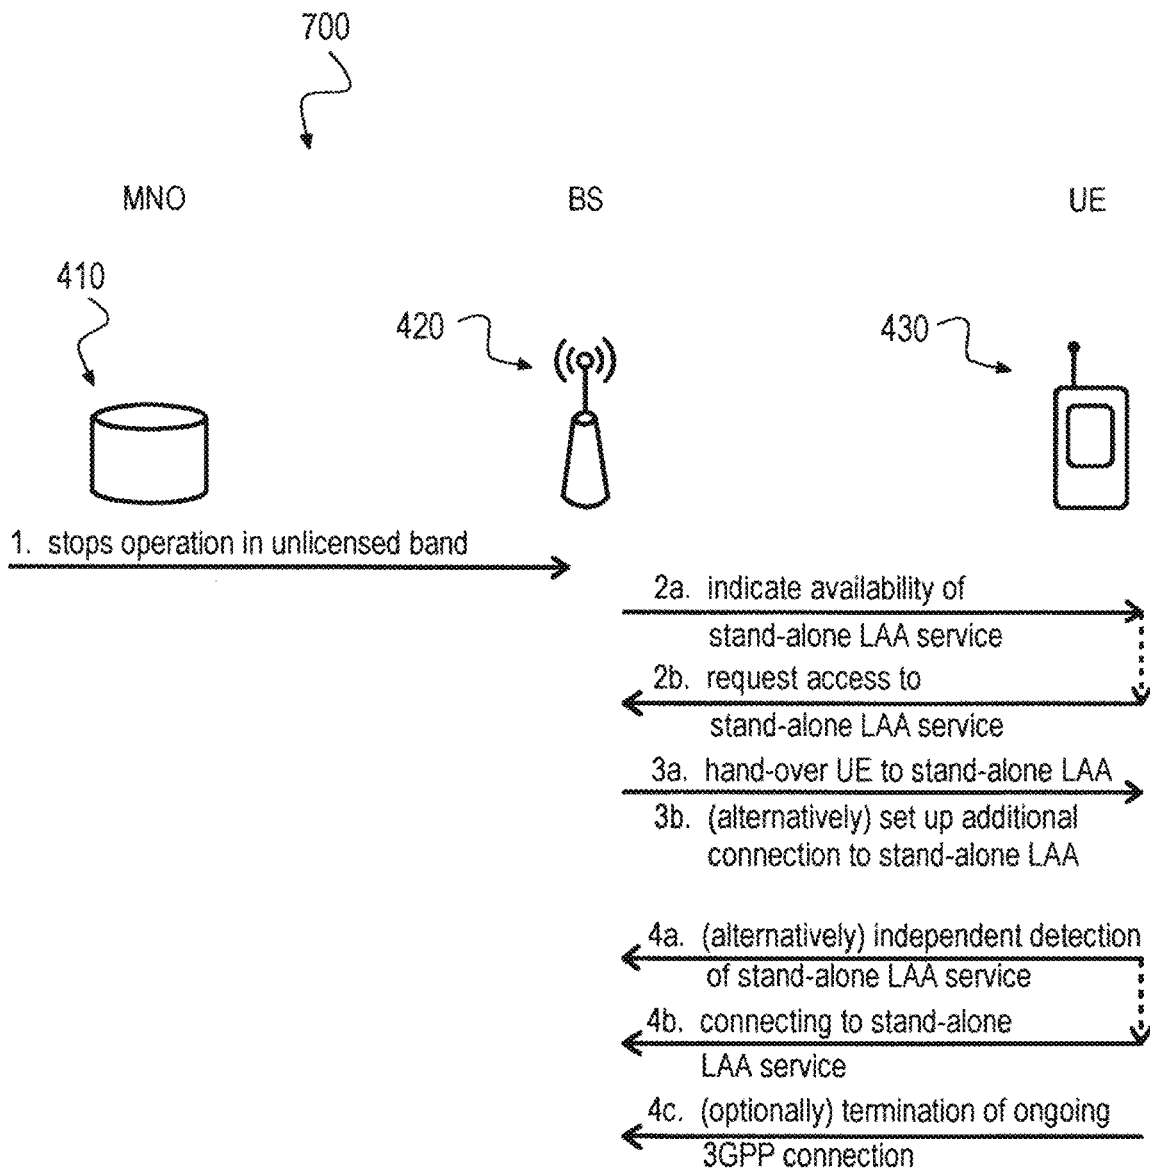 700
MNO
BS
UE
410
420
430
1. stops operation in unlicensed band
2a. indicate availability of
stand-alone LAA service
2b. request access to
stand-alone LAA service
3a. hand-over UE to stand-alone LAA
3b. (alternatively) set up additional
connection to stand-alone LAA
4a. (alternatively) independent detection
of stand-alone LAA service
4b. connecting to stand-alone
LAA service
4c. (optionally) termination of ongoing
3GPP connection